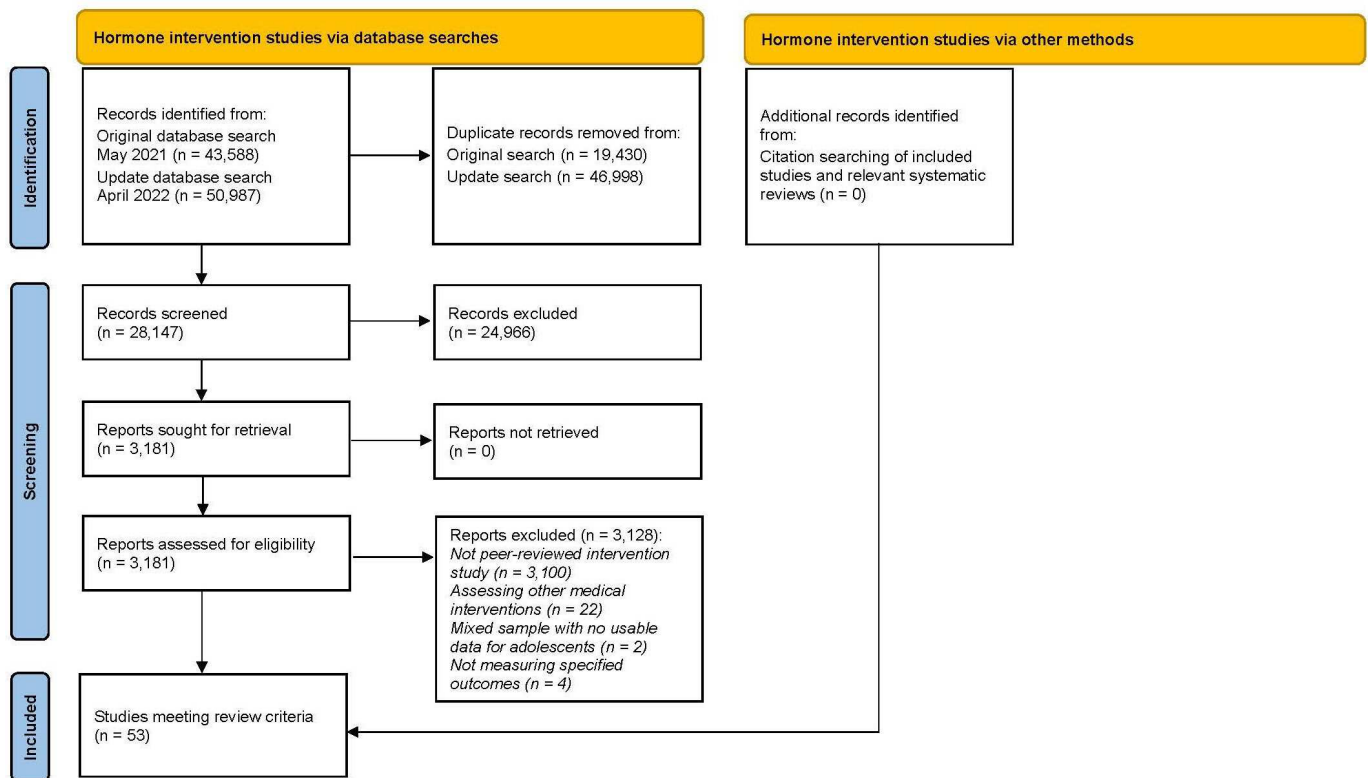 Hormone intervention studies via database searches
Hormone intervention studies via other methods
Identification
Records identified from:
Original database search
May 2021 (n = 43,588)
Update database search
April 2022 (n = 50,987)
Duplicate records removed from:
Original search (n = 19,430)
Update search (n = 46,998)
Additional records identified
from:
Citation searching of included
studies and relevant systematic
reviews (n = 0)
Screening
Records screened
(n = 28,147)
Records excluded
(n = 24,966)
Reports sought for retrieval
(n = 3,181)
Reports not retrieved
(n = 0)
Reports assessed for eligibility
(n = 3,181)
Reports excluded (n = 3,128):
Not peer-reviewed intervention
study (n = 3,100)
Assessing other medical
interventions (n = 22)
Mixed sample with no usable
data for adolescents (n = 2)
Not measuring specified
outcomes (n = 4)
Included
Studies meeting review criteria
(n = 53)